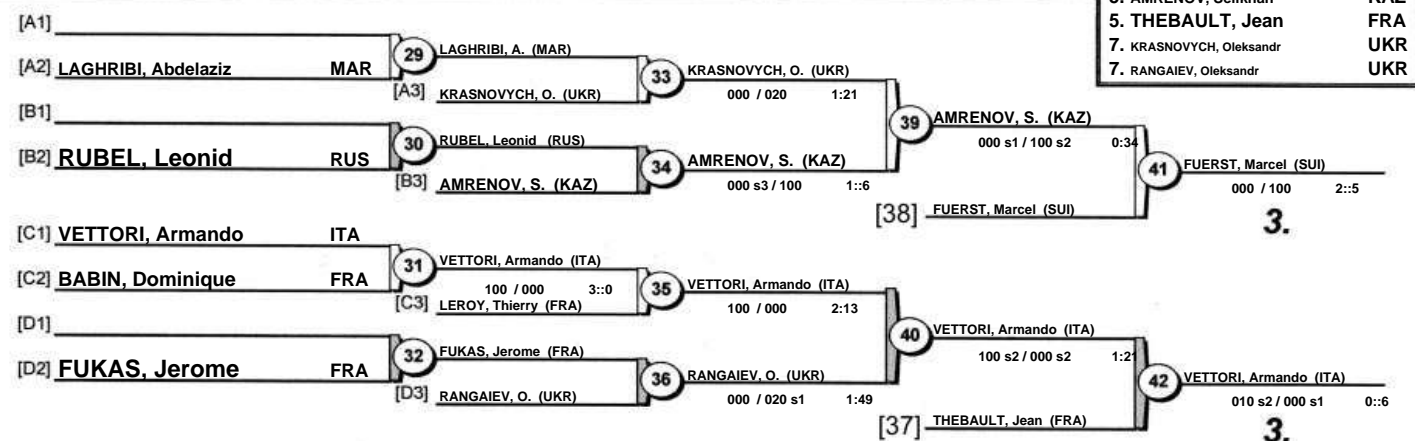 5. THEBAULT, Jean FRA
7. KRASNOVYCH, Oleksandr UKR
7. RANGAIEV, Oleksandr UKR
[A1]
29
LAGHRIBI, A. (MAR)
[A2] LAGHRIBI, Abdelaziz MAR
[A3] KRASNOVYCH, O. (UKR)
33
KRASNOVYCH, O. (UKR)
000 / 020 1:21
[B1]
30
RUBEL, Leonid (RUS)
[B2] RUBEL, Leonid RUS
[B3] AMRENOV, S. (KAZ)
34
AMRENOV, S. (KAZ)
000 s3 / 100 1::6
39
AMRENOV, S. (KAZ)
000 s1 / 100 s2 0:34
[38] FUERST, Marcel (SUI)
41
FUERST, Marcel (SUI)
000 / 100 2::5
3.
[C1] VETTORI, Armando ITA
[C2] BABIN, Dominique FRA
31
VETTORI, Armando (ITA)
100 / 000 3::0
[C3] LEROY, Thierry (FRA)
35
VETTORI, Armando (ITA)
100 / 000 2:13
[D1]
[D2] FUKAS, Jerome FRA
32
FUKAS, Jerome (FRA)
[D3] RANGAIEV, O. (UKR)
36
RANGAIEV, O. (UKR)
000 / 020 s1 1:49
40
VETTORI, Armando (ITA)
100 s2 / 000 s2 1:21
[37] THEBAULT, Jean (FRA)
42
VETTORI, Armando (ITA)
010 s2 / 000 s1 0::6
3.